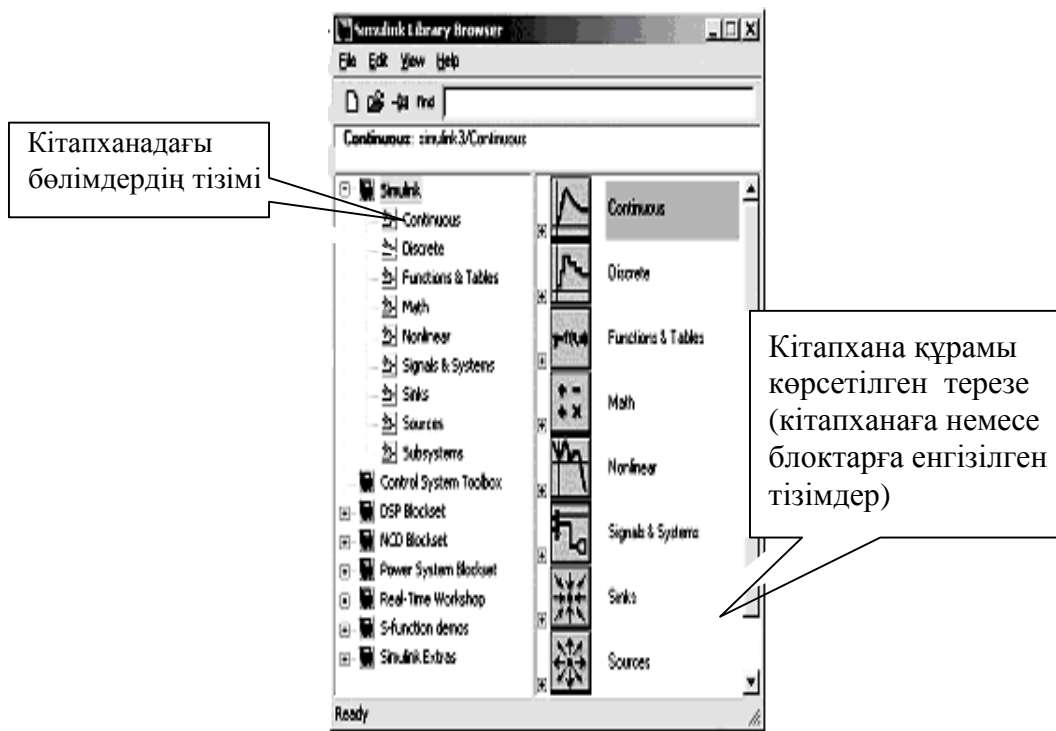 Simulink Library Browser
File Edit View Help
Find
Continuous: simulink3/Continuous
Кітапханадағы
бөлімдердің тізімі
Simulink
Continuous
Discrete
Functions & Tables
Math
Nonlinear
Signals & Systems
Sinks
Sources
Subsystems
Control System Toolbox
DSP Blockset
NCD Blockset
Power System Blockset
Real-Time Workshop
S-function demos
Simulink Extras
Continuous
Discrete
y=f(u)
Functions & Tables
Math
Nonlinear
Signals & Systems
Sinks
Sources
Кітапхана құрамы
көрсетілген терезе
(кітапханаға немесе
блоктарға енгізілген
тізімдер)
Ready